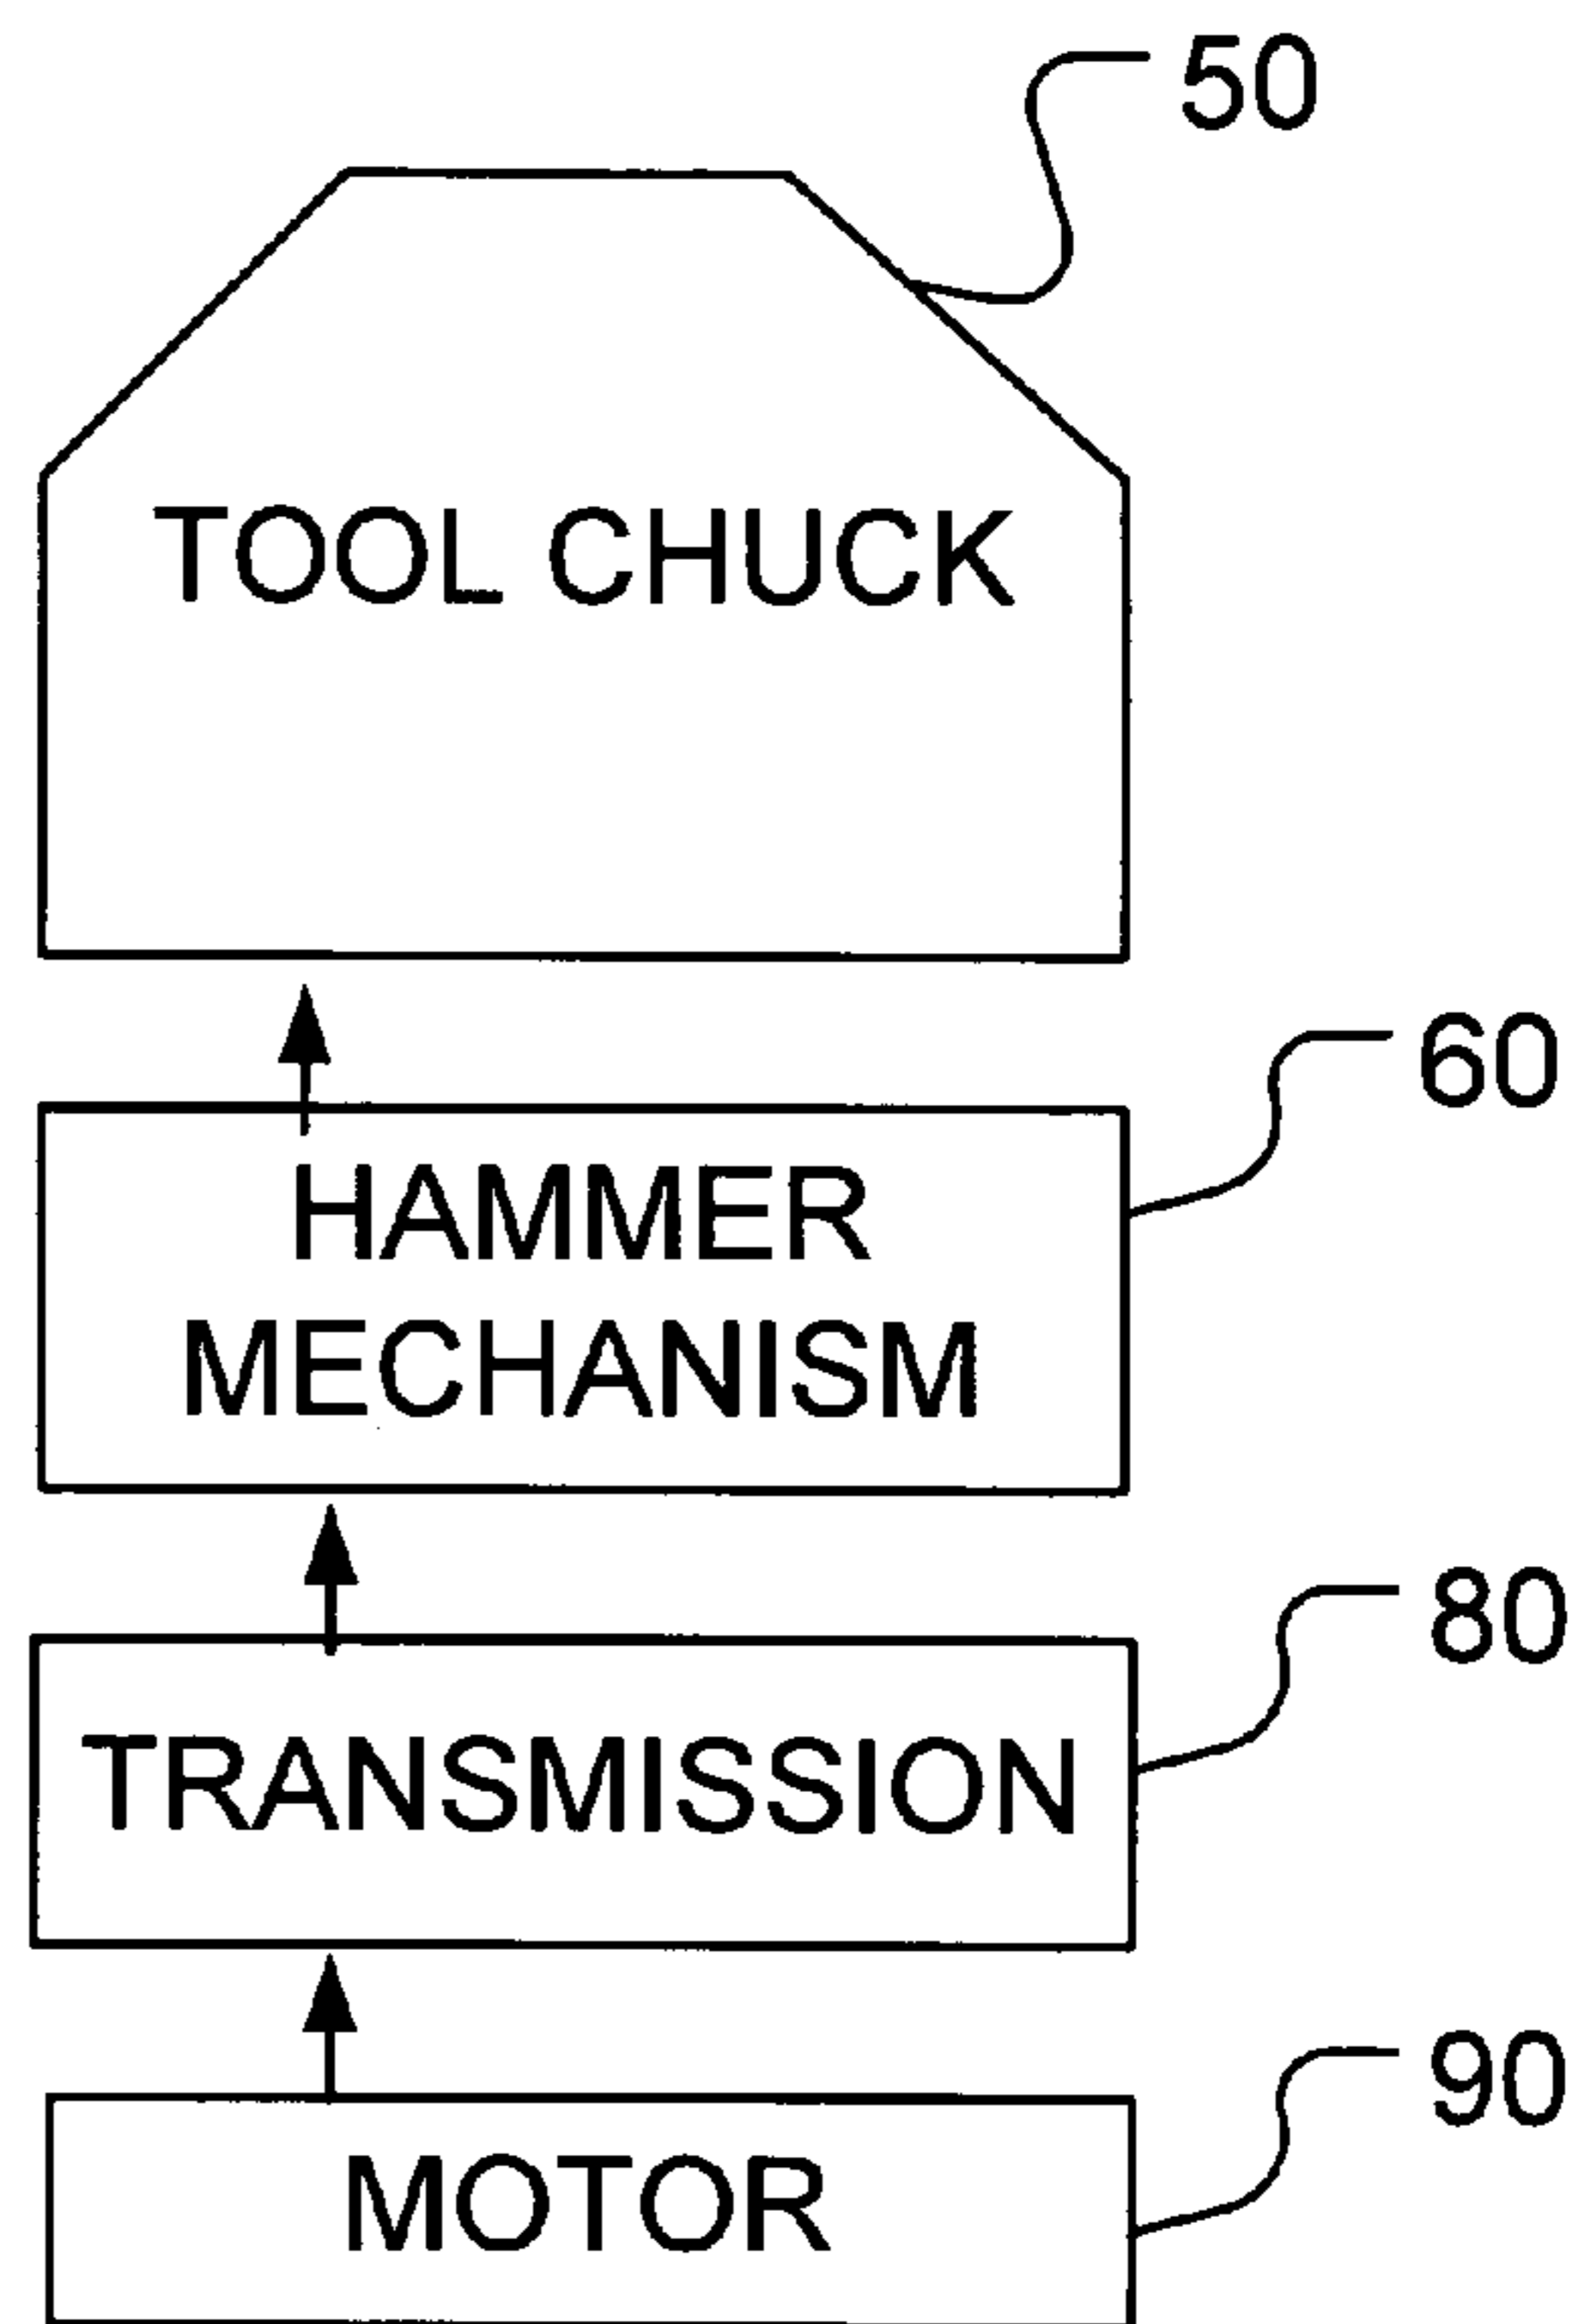 50
TOOL CHUCK
60
HAMMER
MECHANISM
80
TRANSMISSION
90
MOTOR